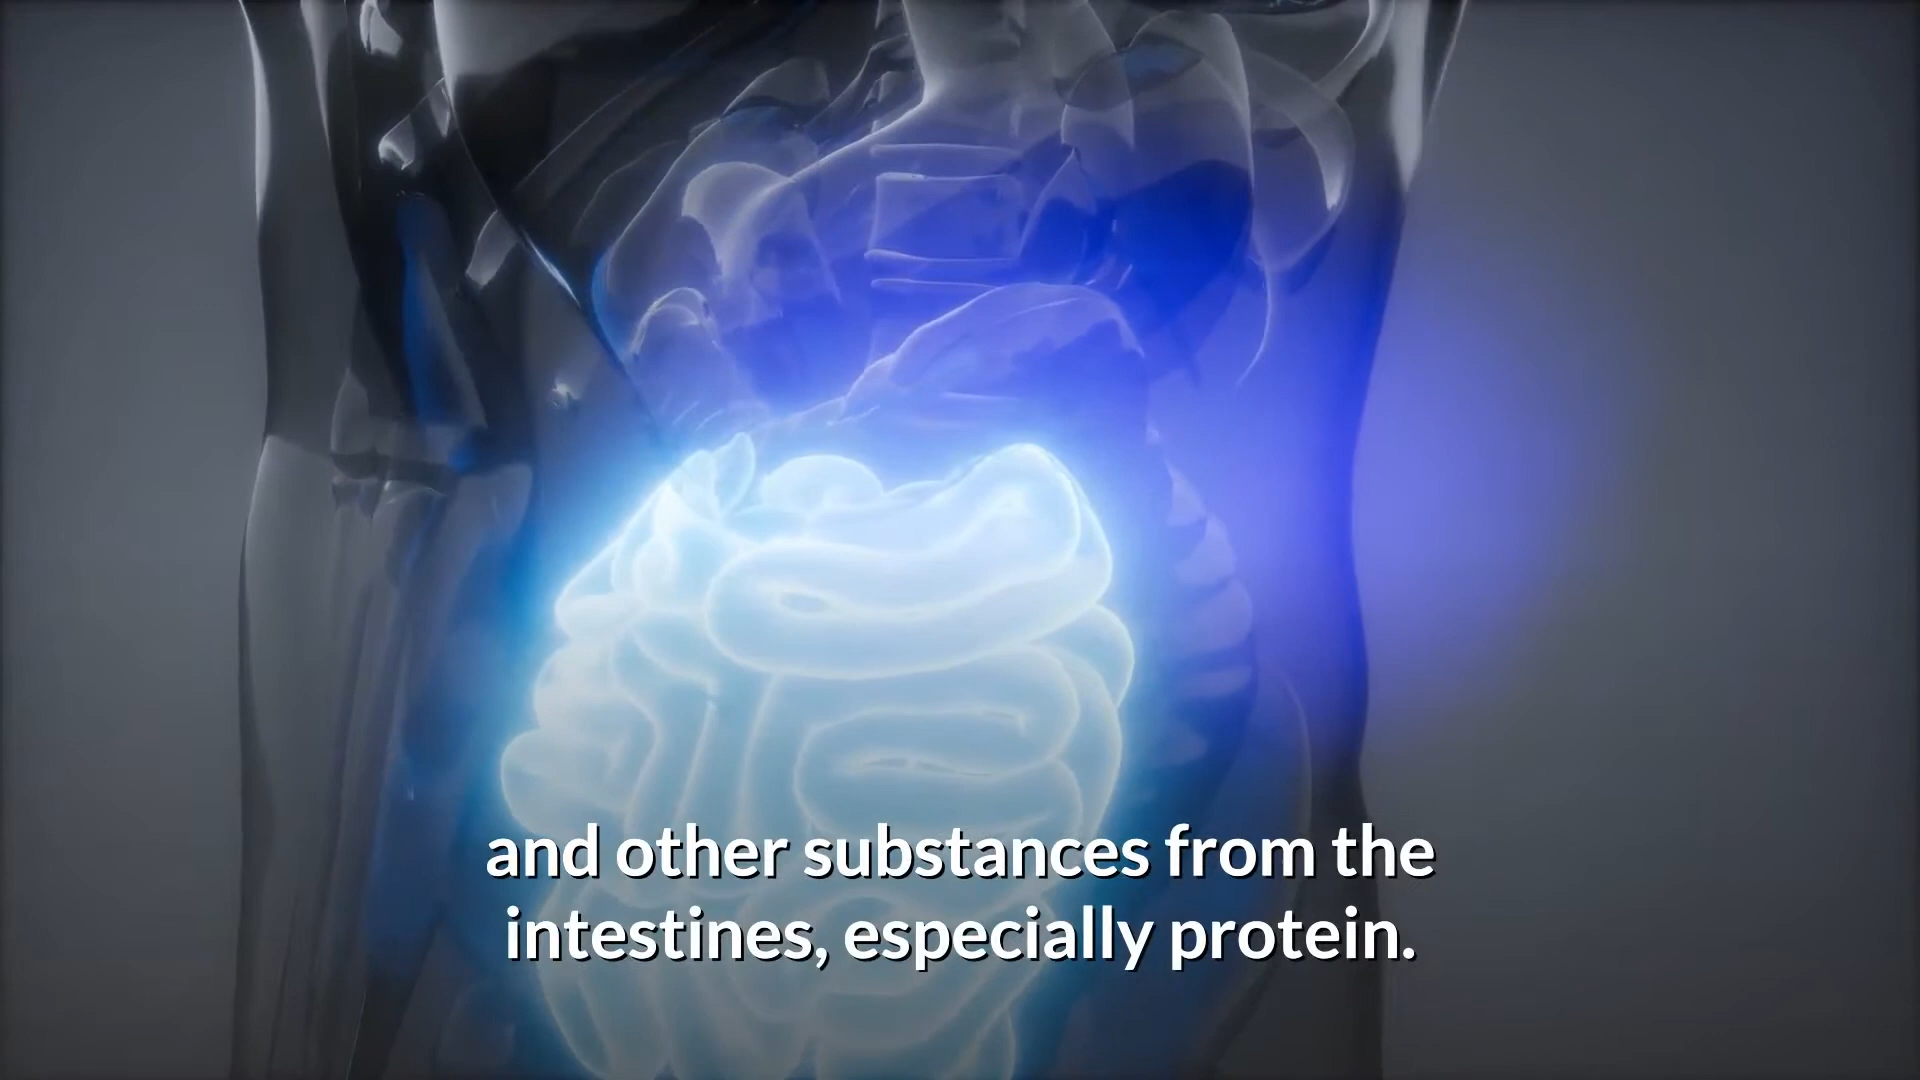 and other substances from the
intestines, especially protein.